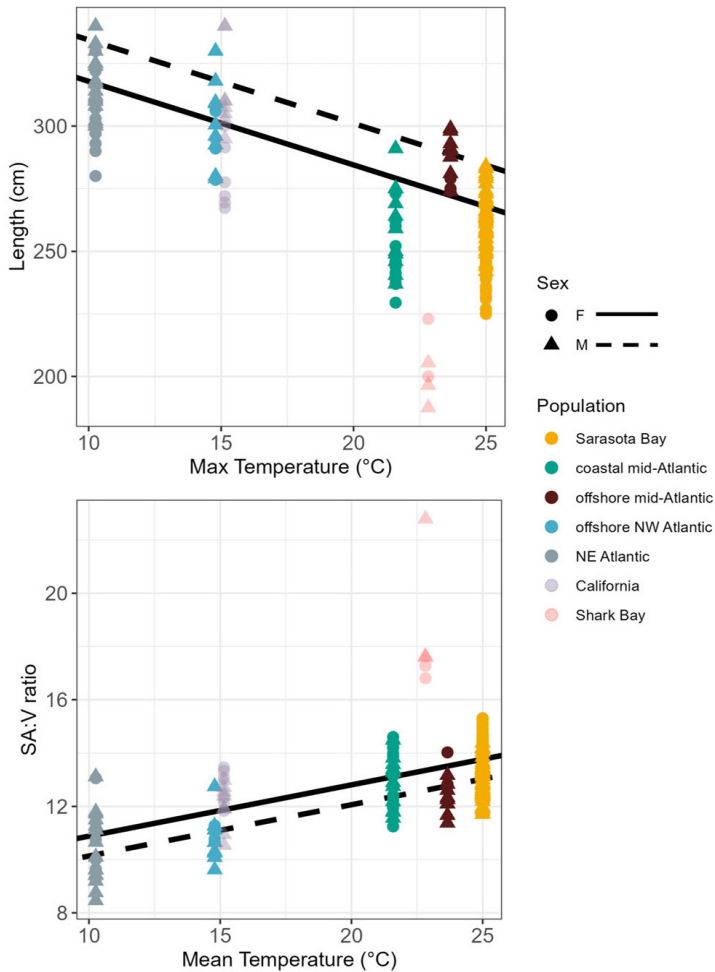 300
250
200
Length (cm)
10
15
20
25
Max Temperature (°C)
Sex
F
M
Population
Sarasota Bay
coastal mid-Atlantic
offshore mid-Atlantic
offshore NW Atlantic
NE Atlantic
California
Shark Bay
20
16
12
8
SA:V ratio
10
15
20
25
Mean Temperature (°C)